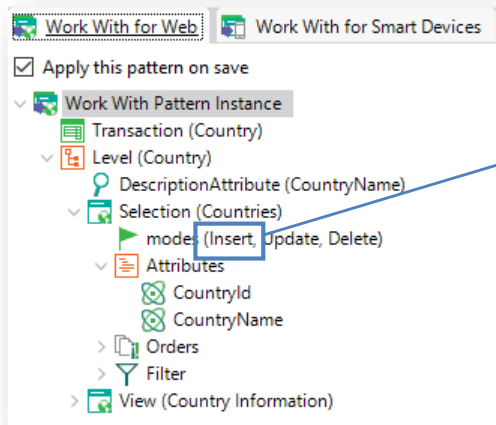 Work With for Web Work With for Smart Devices
Apply this pattern on save
Work With Pattern Instance
Transaction (Country)
Level (Country)
DescriptionAttribute (CountryName)
Selection (Countries)
modes (Insert, Update, Delete)
Attributes
CountryId
CountryName
Orders
Filter
View (Country Information)